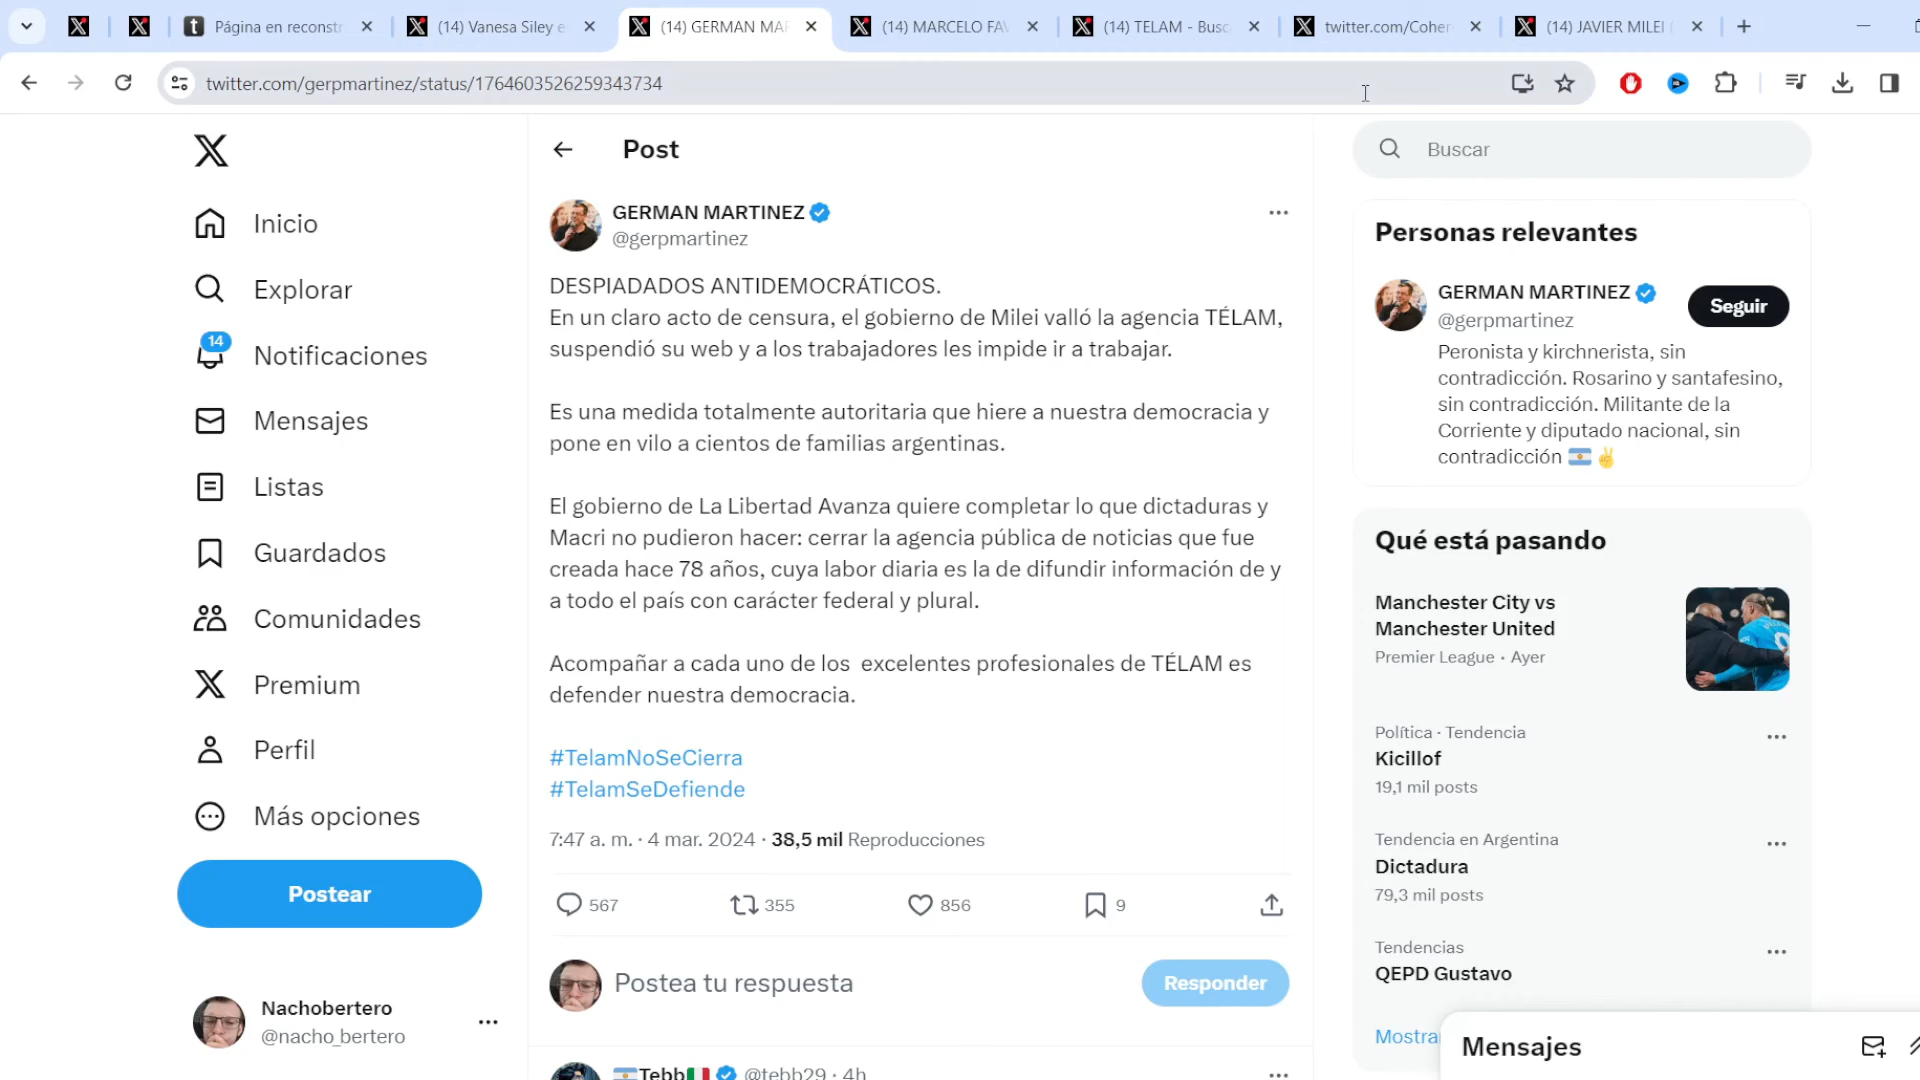 Página en reconstr
(14) Vanesa Siley e
(14) GERMAN MAR
(14) MARCELO FAV
(14) TELAM - Busc
twitter.com/Coher
(14) JAVIER MILEI (
twitter.com/gerpmartinez/status/1764603526259343734
Inicio
Explorar
14
Notificaciones
Mensajes
Listas
Guardados
Comunidades
Premium
Perfil
Más opciones
Postear
Nachobertero
@nacho_bertero
Post
GERMAN MARTINEZ
@gerpmartinez
DESPIADADOS ANTIDEMOCRÁTICOS.
En un claro acto de censura, el gobierno de Milei valló la agencia TÉLAM,
suspendió su web y a los trabajadores les impide ir a trabajar.
Es una medida totalmente autoritaria que hiere a nuestra democracia y
pone en vilo a cientos de familias argentinas.
El gobierno de La Libertad Avanza quiere completar lo que dictaduras y
Macri no pudieron hacer: cerrar la agencia pública de noticias que fue
creada hace 78 años, cuya labor diaria es la de difundir información de y
a todo el país con carácter federal y plural.
Acompañar a cada uno de los  excelentes profesionales de TÉLAM es
defender nuestra democracia.
#TelamNoSeCierra
#TelamSeDefiende
7:47 a. m. · 4 mar. 2024 · 38,5 mil Reproducciones
567 355 856 9
Postea tu respuesta
Responder
Tebb @tebb29 · 4h
Buscar
Personas relevantes
GERMAN MARTINEZ
@gerpmartinez
Seguir
Peronista y kirchnerista, sin
contradicción. Rosarino y santafesino,
sin contradicción. Militante de la
Corriente y diputado nacional, sin
contradicción 🇦🇷✌
Qué está pasando
Manchester City vs
Manchester United
Premier League · Ayer
Política · Tendencia
Kicillof
19,1 mil posts
Tendencia en Argentina
Dictadura
79,3 mil posts
Tendencias
QEPD Gustavo
Mostra
Mensajes